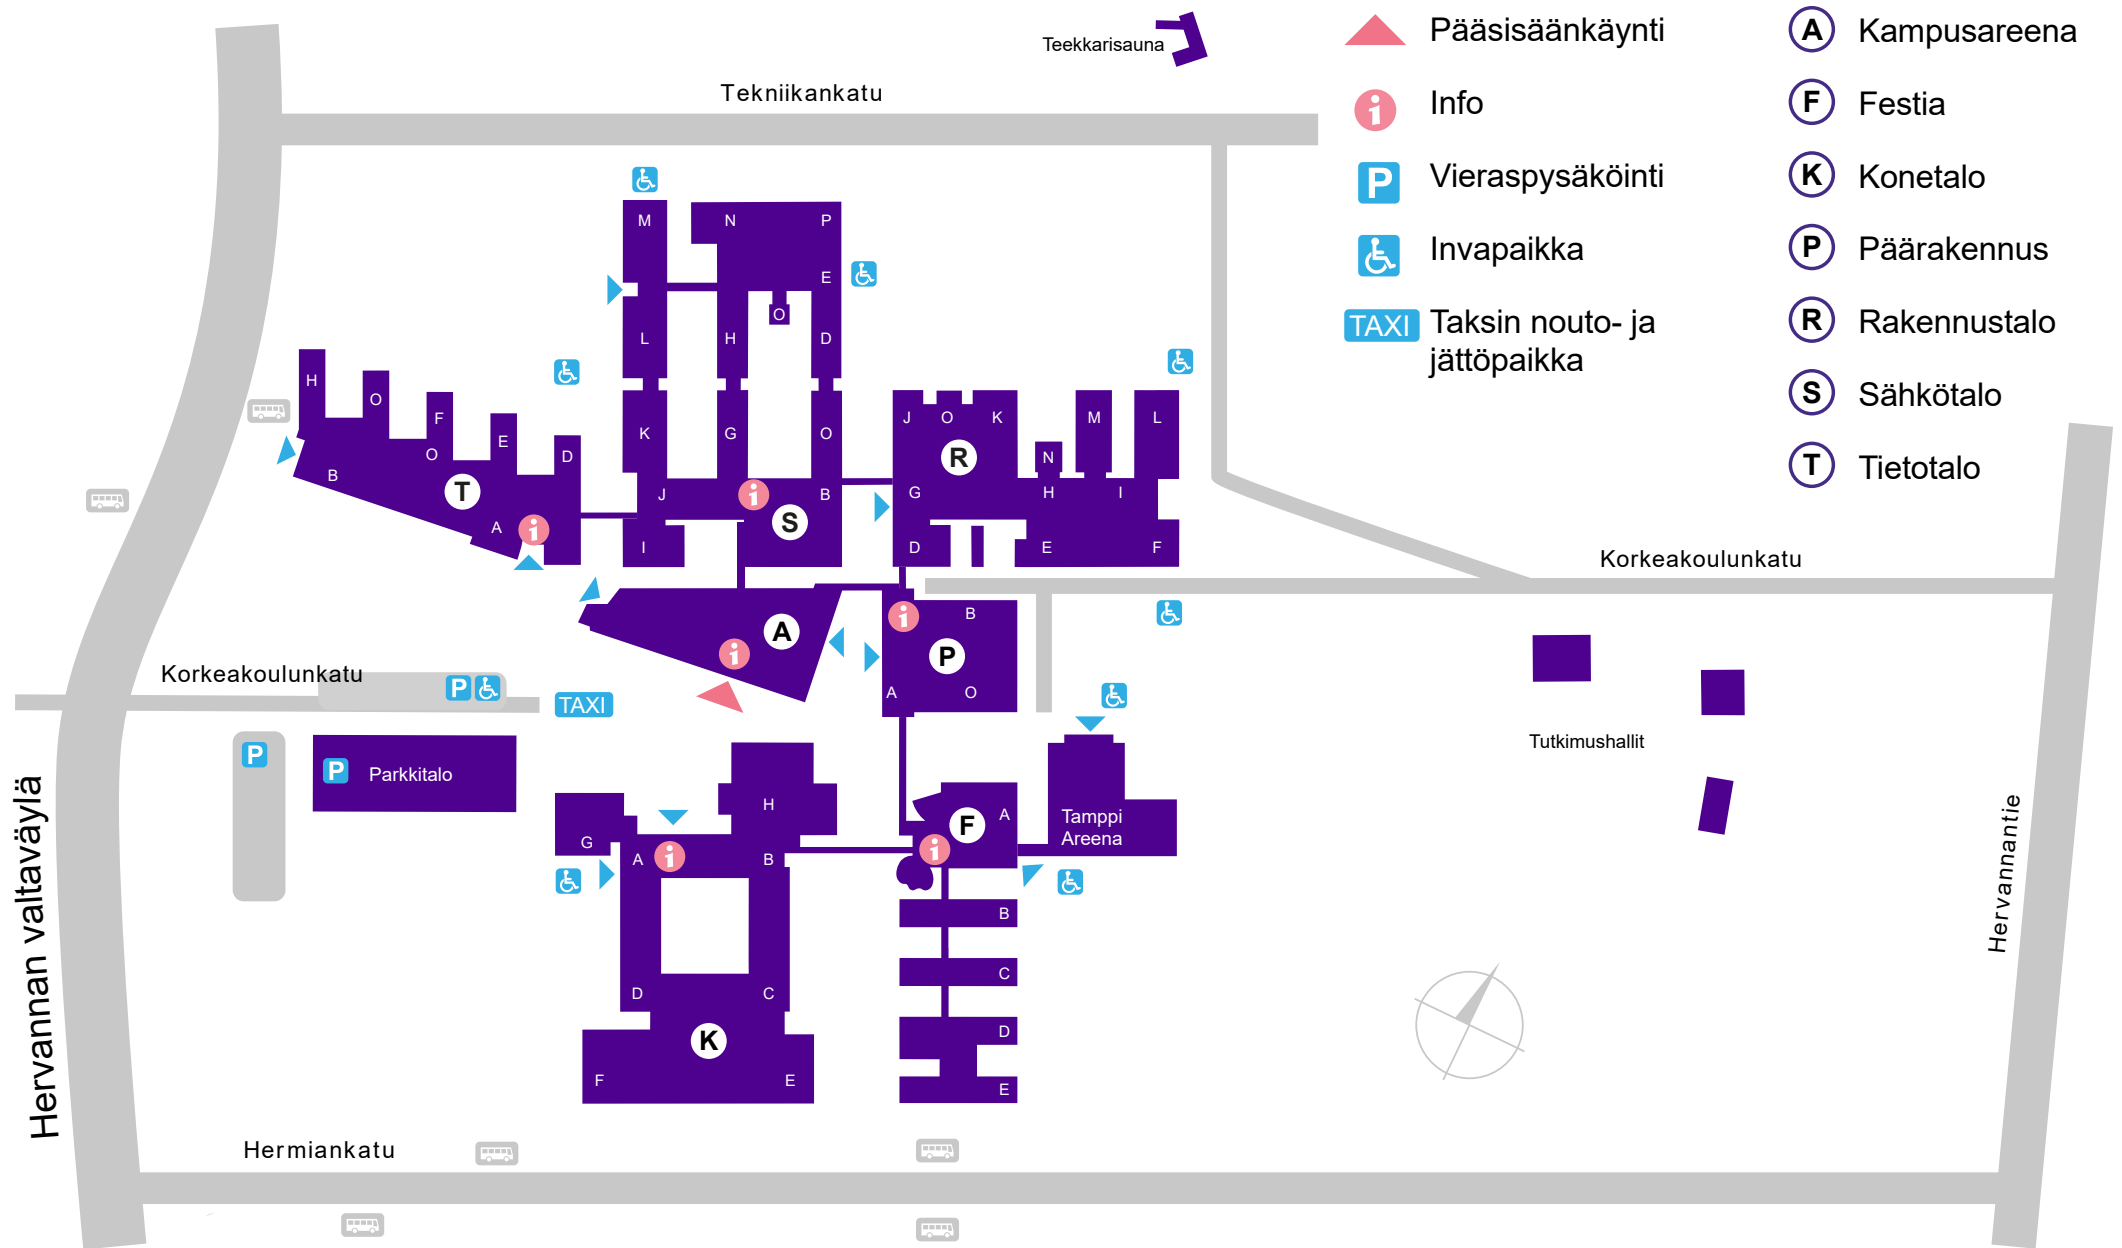 Teekkarisauna
Tekniikankatu
Pääsisäänkäynti
Info
P Vieraspysäköinti
Invapaikka
TAXI Taksin nouto- ja
jättöpaikka
A Kampusareena
F Festia
K Konetalo
P Päärakennus
R Rakennustalo
S Sähkötalo
T Tietotalo
M N P
E
O
L H D
K G O
J B
S
I
H
O
F
E
O
D
B
T
A
J O K M L
R
N
G H I
D E F
Korkeakoulunkatu
A
B
P
A O
Korkeakoulunkatu
P
TAXI
P
P Parkkitalo
Tutkimushallit
H
G
A B
D C
K
F E
A
F
Tamppi
Areena
B
C
D
E
Hervannan valtaväylä
Hervannantie
Hermiankatu